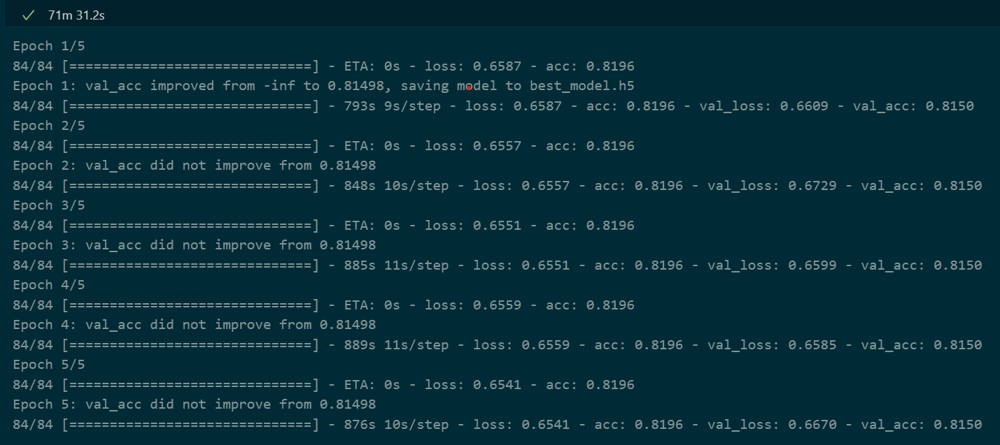 71m 31.2s
Epoch 1/5
84/84 [==============================] - ETA: 0s - loss: 0.6587 - acc: 0.8196
Epoch 1: val_acc improved from -inf to 0.81498, saving model to best_model.h5
84/84 [==============================] - 793s 9s/step - loss: 0.6587 - acc: 0.8196 - val_loss: 0.6609 - val_acc: 0.8150
Epoch 2/5
84/84 [==============================] - ETA: 0s - loss: 0.6557 - acc: 0.8196
Epoch 2: val_acc did not improve from 0.81498
84/84 [==============================] - 848s 10s/step - loss: 0.6557 - acc: 0.8196 - val_loss: 0.6729 - val_acc: 0.8150
Epoch 3/5
84/84 [==============================] - ETA: 0s - loss: 0.6551 - acc: 0.8196
Epoch 3: val_acc did not improve from 0.81498
84/84 [==============================] - 885s 11s/step - loss: 0.6551 - acc: 0.8196 - val_loss: 0.6599 - val_acc: 0.8150
Epoch 4/5
84/84 [==============================] - ETA: 0s - loss: 0.6559 - acc: 0.8196
Epoch 4: val_acc did not improve from 0.81498
84/84 [==============================] - 889s 11s/step - loss: 0.6559 - acc: 0.8196 - val_loss: 0.6585 - val_acc: 0.8150
Epoch 5/5
84/84 [==============================] - ETA: 0s - loss: 0.6541 - acc: 0.8196
Epoch 5: val_acc did not improve from 0.81498
84/84 [==============================] - 876s 10s/step - loss: 0.6541 - acc: 0.8196 - val_loss: 0.6670 - val_acc: 0.8150